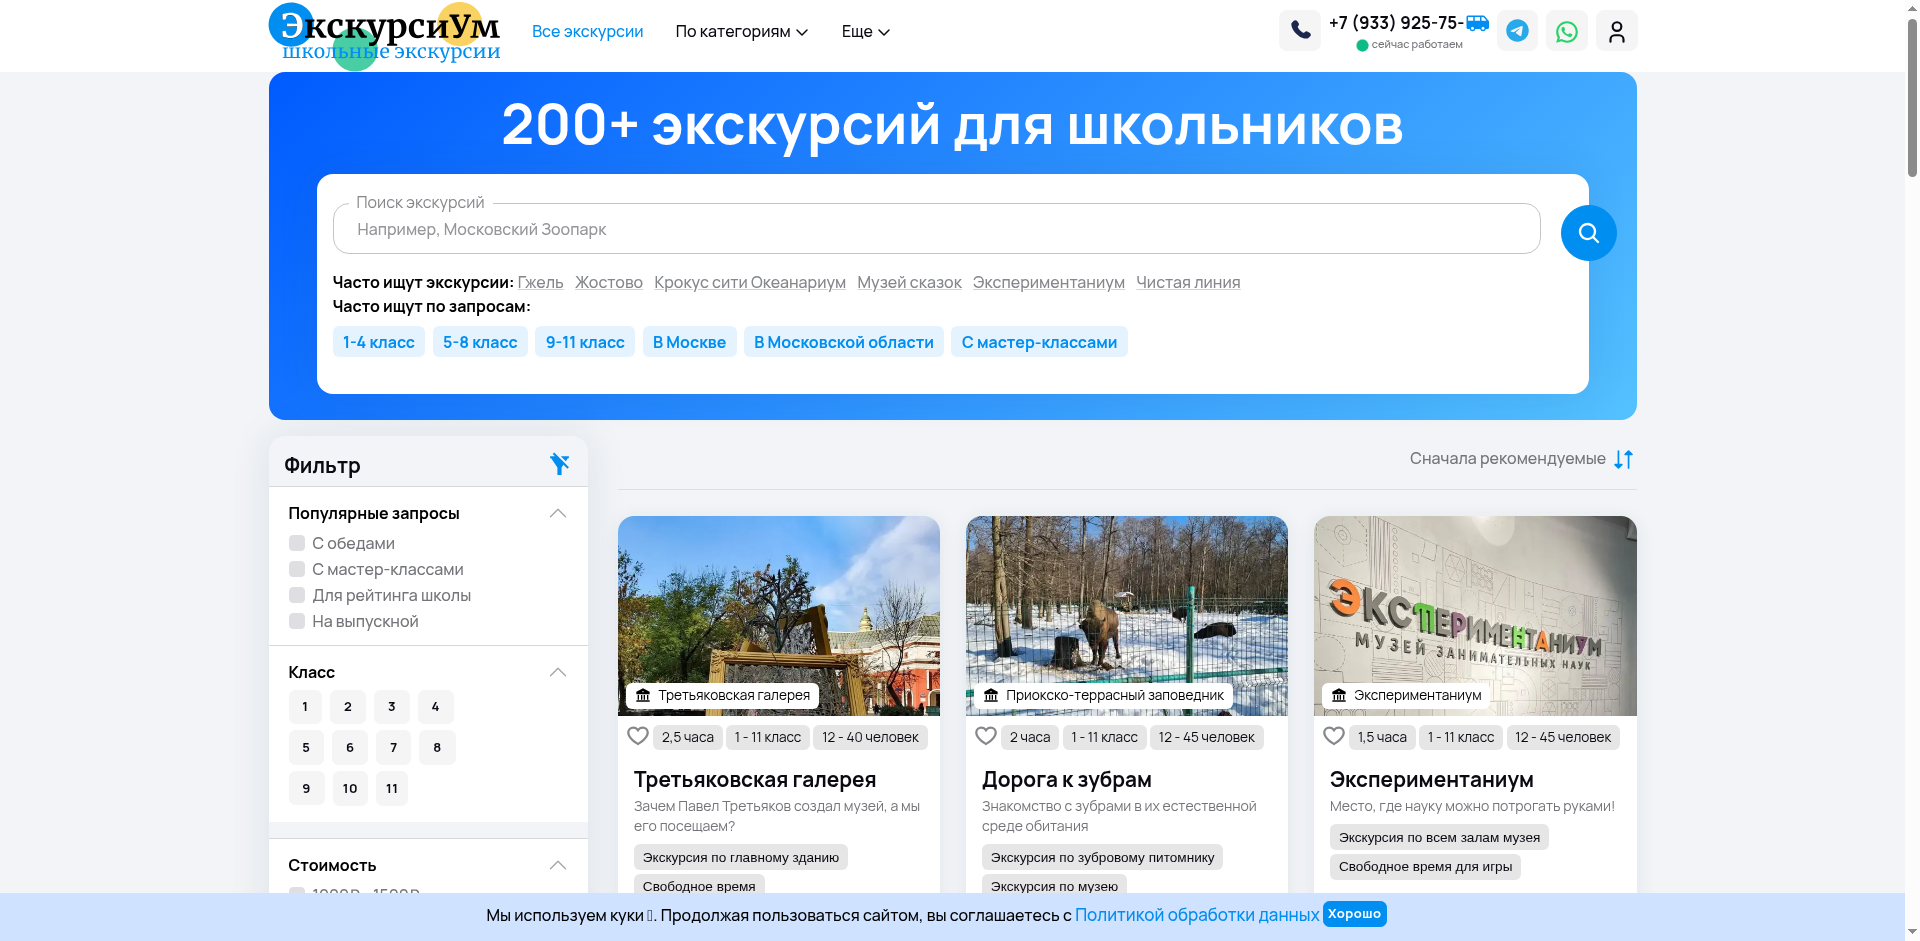 ЭкскурсиУм
школьные экскурсии
Все экскурсии
По категориям
Еще
+7 (933) 925-75-
сейчас работаем
200+ экскурсий для школьников
Поиск экскурсий
Например, Московский Зоопарк
Часто ищут экскурсии: Гжель Жостово Крокус сити Океанариум Музей сказок Экспериментаниум Чистая линия
Часто ищут по запросам:
1-4 класс 5-8 класс 9-11 класс В Москве В Московской области С мастер-классами
Фильтр
Популярные запросы
С обедами
С мастер-классами
Для рейтинга школы
На выпускной
Класс
1 2 3 4
5 6 7 8
9 10 11
Стоимость
Сначала рекомендуемые
Третьяковская галерея
2,5 часа 1 - 11 класс 12 - 40 человек
Третьяковская галерея
Зачем Павел Третьяков создал музей, а мы
его посещаем?
Экскурсия по главному зданию
Свободное время
Приокско-террасный заповедник
2 часа 1 - 11 класс 12 - 45 человек
Дорога к зубрам
Знакомство с зубрами в их естественной
среде обитания
Экскурсия по зубровому питомнику
Экскурсия по музею
ЭКСПЕРИМЕНТАНИУМ
МУЗЕЙ ЗАНИМАТЕЛЬНЫХ НАУК
Экспериментаниум
1,5 часа 1 - 11 класс 12 - 45 человек
Экспериментаниум
Место, где науку можно потрогать руками!
Экскурсия по всем залам музея
Свободное время для игры
Мы используем куки . Продолжая пользоваться сайтом, вы соглашаетесь с Политикой обработки данных Хорошо